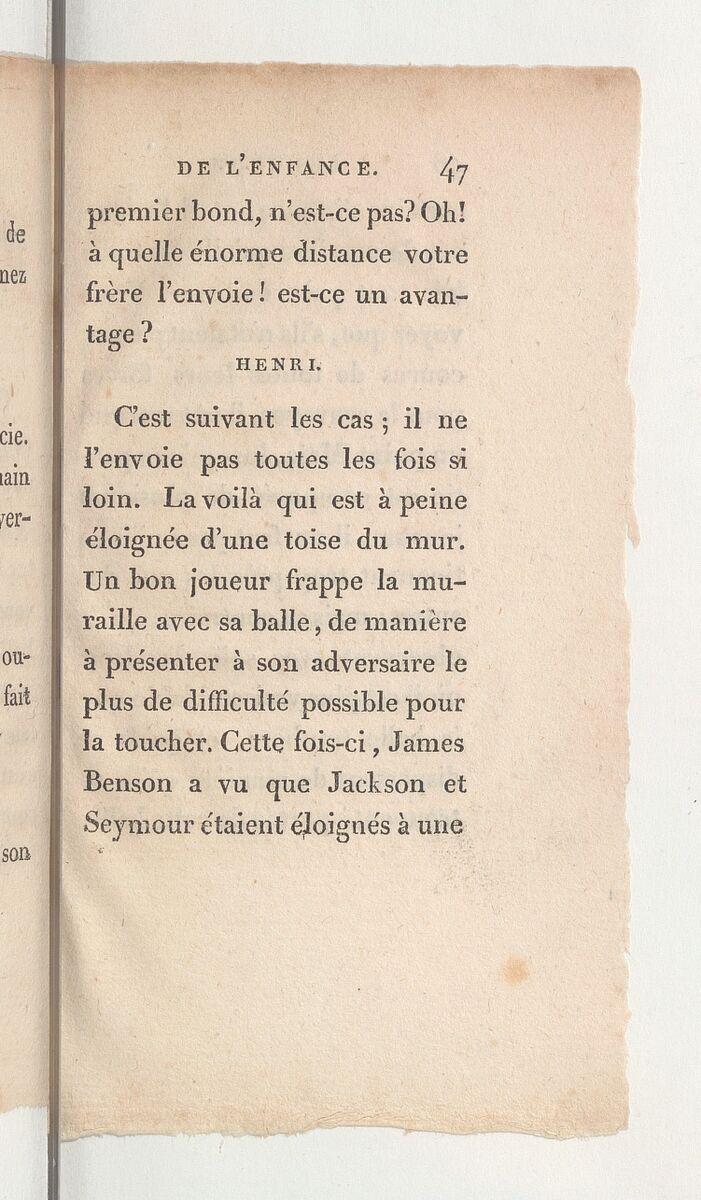 de
nez
cie.
ver-
ou-
fait
son
DE L'ENFANCE. 47
premier bond, n'est-ce pas? Oh!
à quelle énorme distance votre
frère l'envoie! est-ce un avan-
tage?
HENRI.
C'est suivant les cas; il ne
l'envoie pas toutes les fois si
loin. La voilà qui est à peine
éloignée d'une toise du mur.
Un bon joueur frappe la mu-
raille avec sa balle, de manière
à présenter à son adversaire le
plus de difficulté possible pour
la toucher. Cette fois-ci, James
Benson a vu que Jackson et
Seymour étaient éloignés à une